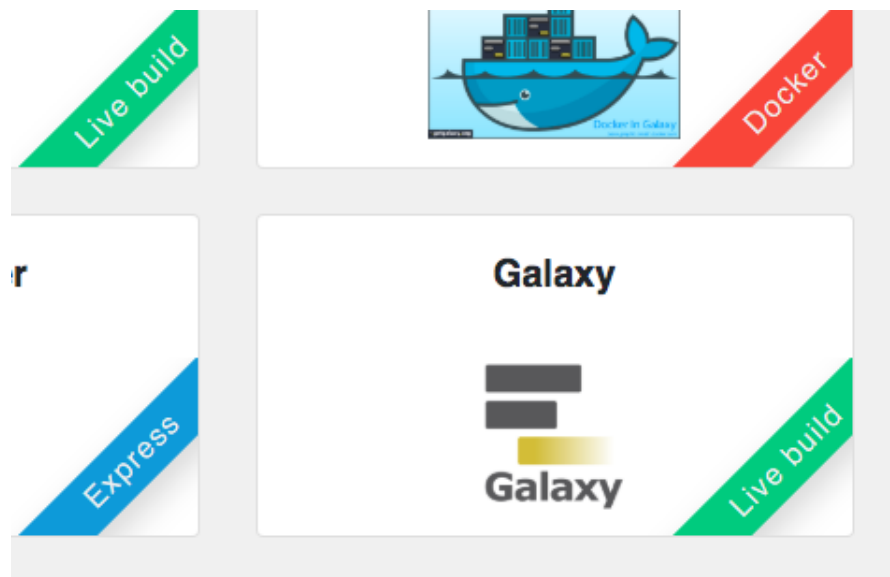 Live build
Docker in Galaxy
Docker
r
Galaxy
Express
Galaxy
Live build